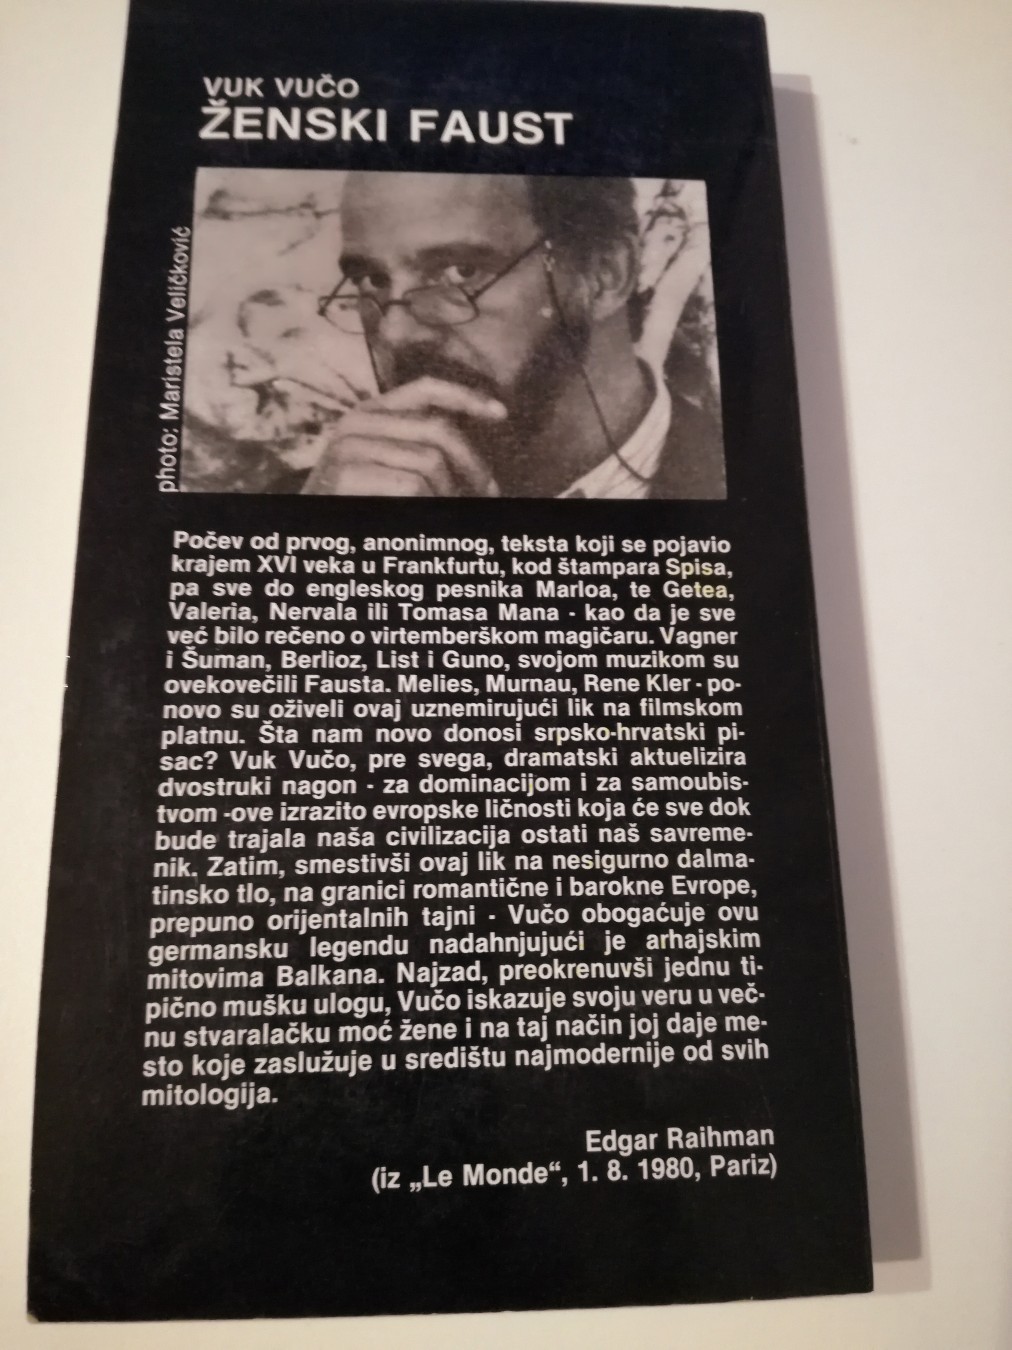 VUK VUČO
ŽENSKI FAUST
photo: Maristela Veličković
Počev od prvog, anonimnog, teksta koji se pojavio
krajem XVI veka u Frankfurtu, kod štampara Spisa,
pa sve do engleskog pesnika Marloa, te Getea,
Valeria, Nervala ili Tomasa Mana - kao da je sve
već bilo rečeno o virtemberškom magičaru. Vagner
i Šuman, Berlioz, List i Guno, svojom muzikom su
ovekovečili Fausta. Melies, Murnau, Rene Kler - po-
novo su oživeli ovaj uznemirujući lik na filmskom
platnu. Šta nam novo donosi srpsko-hrvatski pi-
sac? Vuk Vučo, pre svega, dramatski aktuelizira
dvostruki nagon - za dominacijom i za samoubis-
tvom -ove izrazito evropske ličnosti koja će sve dok
bude trajala naša civilizacija ostati naš savreme-
nik. Zatim, smestivši ovaj lik na nesigurno dalma-
tinsko tlo, na granici romantične i barokne Evrope,
prepuno orijentalnih tajni - Vučo obogaćuje ovu
germansku legendu nadahnjujući je arhajskim
mitovima Balkana. Najzad, preokrenuvši jednu ti-
pično mušku ulogu, Vučo iskazuje svoju veru u več-
nu stvaralačku moć žene i na taj način joj daje me-
sto koje zaslužuje u središtu najmodernije od svih
mitologija.
Edgar Raihman
(iz „Le Monde“, 1. 8. 1980, Pariz)